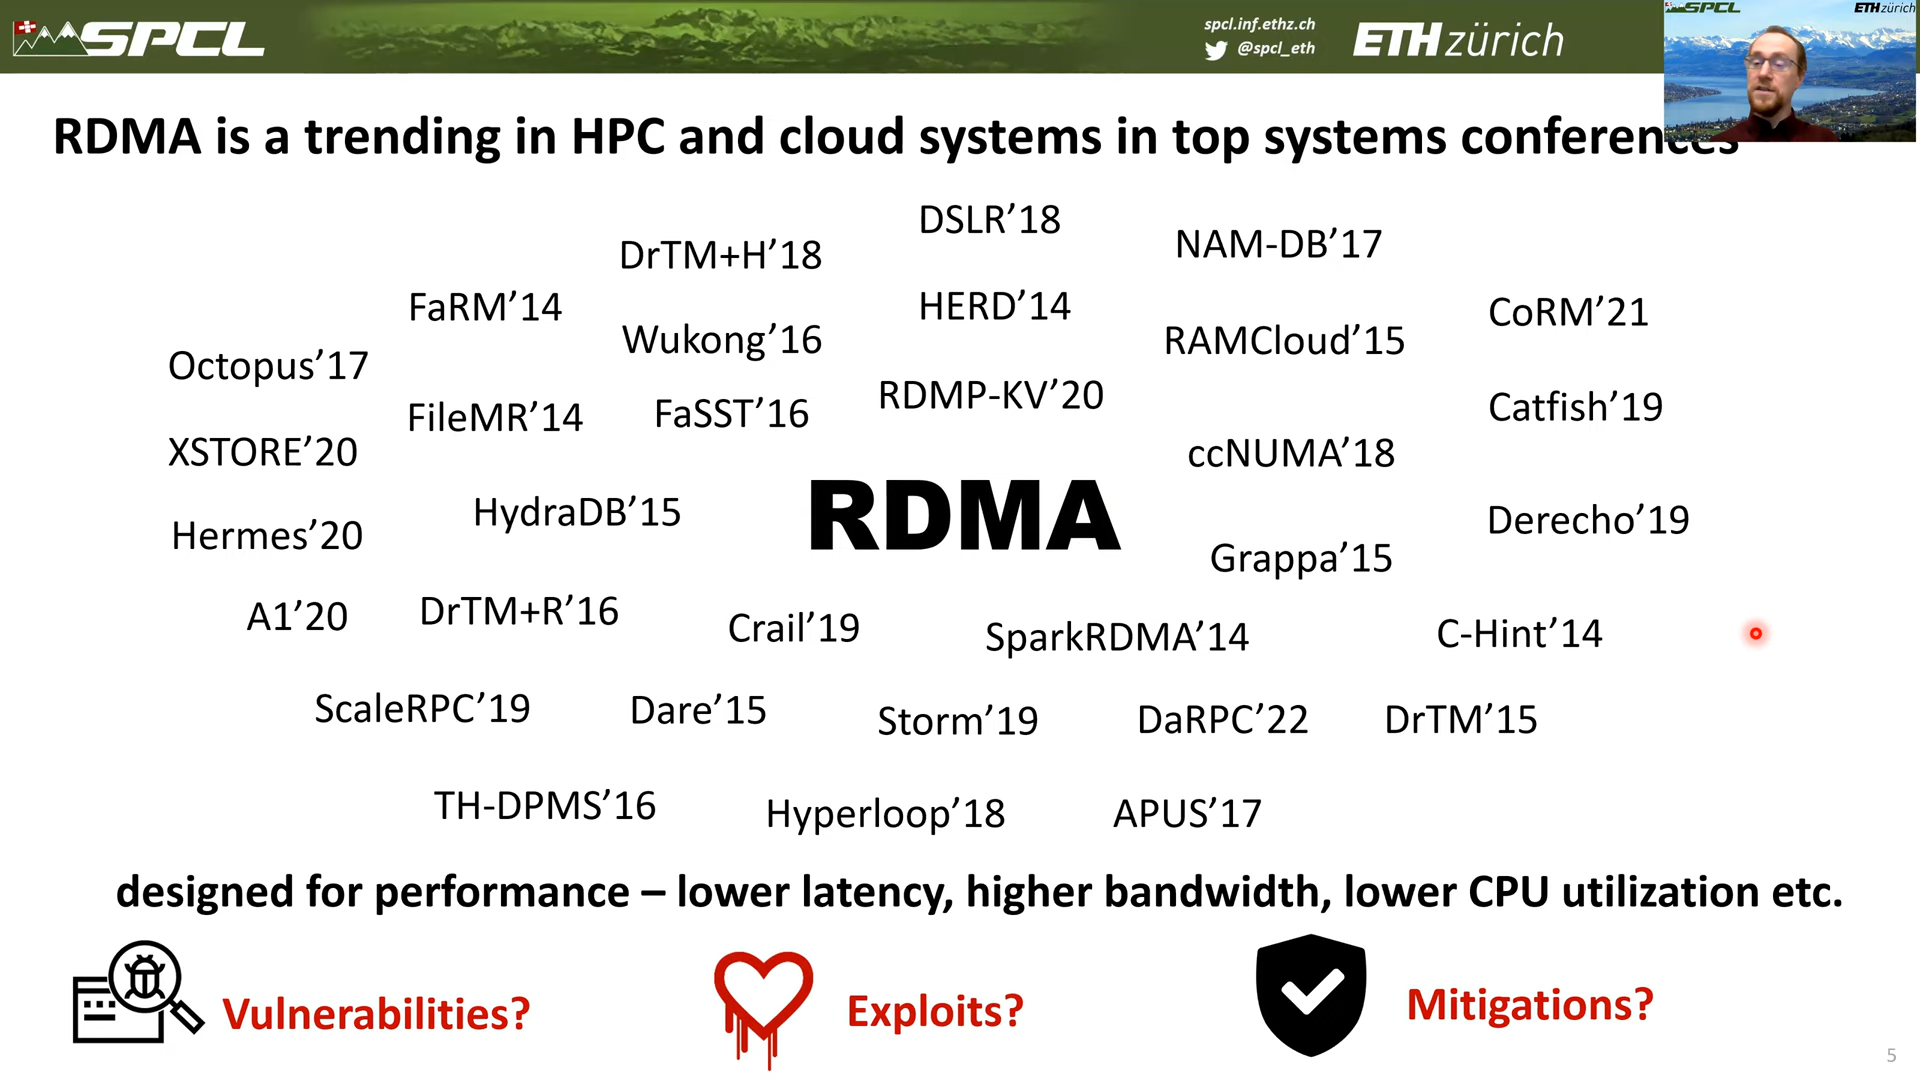 SPCL
spcl.inf.ethz.ch
@spcl_eth
ETH zürich
SPCL
ETH zürich
RDMA is a trending in HPC and cloud systems in top systems conferences
DSLR’18
DrTM+H’18
NAM-DB’17
FaRM’14
HERD’14
CoRM’21
Wukong’16
RAMCloud’15
Octopus’17
RDMP-KV’20
FileMR’14
FaSST’16
Catfish’19
XSTORE’20
ccNUMA’18
HydraDB’15
RDMA
Derecho’19
Hermes’20
Grappa’15
A1’20
DrTM+R’16
Crail’19
SparkRDMA’14
C-Hint’14
ScaleRPC’19
Dare’15
Storm’19
DaRPC’22
DrTM’15
TH-DPMS’16
Hyperloop’18
APUS’17
designed for performance – lower latency, higher bandwidth, lower CPU utilization etc.
Vulnerabilities?
Exploits?
Mitigations?
5